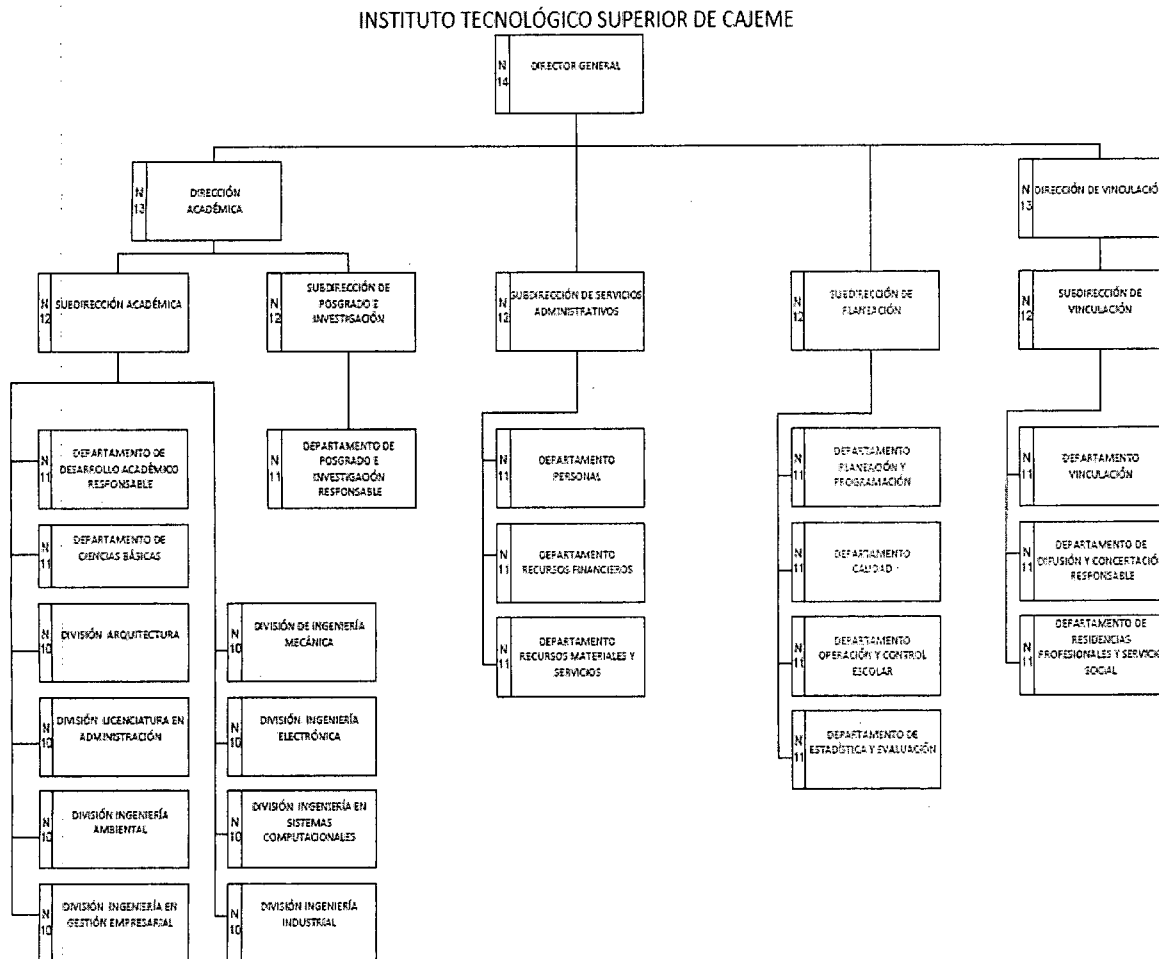 INSTITUTO TECNOLÓGICO SUPERIOR DE CAJEME
N
14
DIRECTOR GENERAL
N
13
DIRECCIÓN
ACADÉMICA
N
13
DIRECCIÓN DE VINCULACIÓ
N
12
SUBDIRECCIÓN ACADÉMICA
N
12
SUBDIRECCIÓN DE
POSGRADO E
INVESTIGACIÓN
N
12
SUBDIRECCIÓN DE SERVICIOS
ADMINISTRATIVOS
N
12
SUBDIRECCIÓN DE
PLANEACIÓN
N
12
SUBDIRECCIÓN DE
VINCULACIÓN
N
11
DEPARTAMENTO DE
DESARROLLO ACADÉMICO
RESPONSABLE
N
11
DEPARTAMENTO DE
POSGRADO E
INVESTIGACIÓN
RESPONSABLE
N
11
DEPARTAMENTO
PERSONAL
N
11
DEPARTAMENTO
PLANEACIÓN Y
PROGRAMACIÓN
N
11
DEPARTAMENTO
VINCULACIÓN
N
11
DEPARTAMENTO DE
CIENCIAS BÁSICAS
N
11
DEPARTAMENTO
RECURSOS FINANCIEROS
N
11
DEPARTAMENTO
CALIDAD
N
11
DEPARTAMENTO DE
DIFUSIÓN Y CONCERTACIÓ
RESPONSABLE
N
10
DIVISIÓN ARQUITECTURA
N
10
DIVISIÓN DE INGENIERÍA
MECÁNICA
N
11
DEPARTAMENTO
RECURSOS MATERIALES Y
SERVICIOS
N
11
DEPARTAMENTO
OPERACIÓN Y CONTROL
ESCOLAR
N
11
DEPARTAMENTO DE
RESIDENCIAS
PROFESIONALES Y SERVICI
SOCIAL
N
10
DIVISIÓN LICENCIATURA EN
ADMINISTRACIÓN
N
10
DIVISIÓN INGENIERÍA
ELECTRÓNICA
N
11
DEPARTAMENTO DE
ESTADÍSTICA Y EVALUACIÓN
N
10
DIVISIÓN INGENIERÍA
AMBIENTAL
N
10
DIVISIÓN INGENIERÍA EN
SISTEMAS
COMPUTACIONALES
N
10
DIVISIÓN INGENIERÍA EN
GESTIÓN EMPRESARIAL
N
10
DIVISIÓN INGENIERÍA
INDUSTRIAL